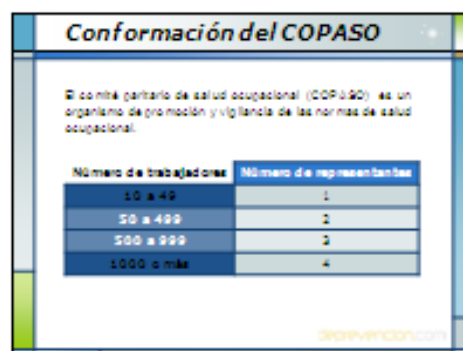 Conformación del COPASO
El comité paritario de salud ocupacional (COPASO) es un
organismo de promoción y vigilancia de las normas de salud
ocupacional.
Número de trabajadores Número de representantes
10 a 49 1
50 a 499 2
500 a 999 3
1000 o más 4
deprevencion.com